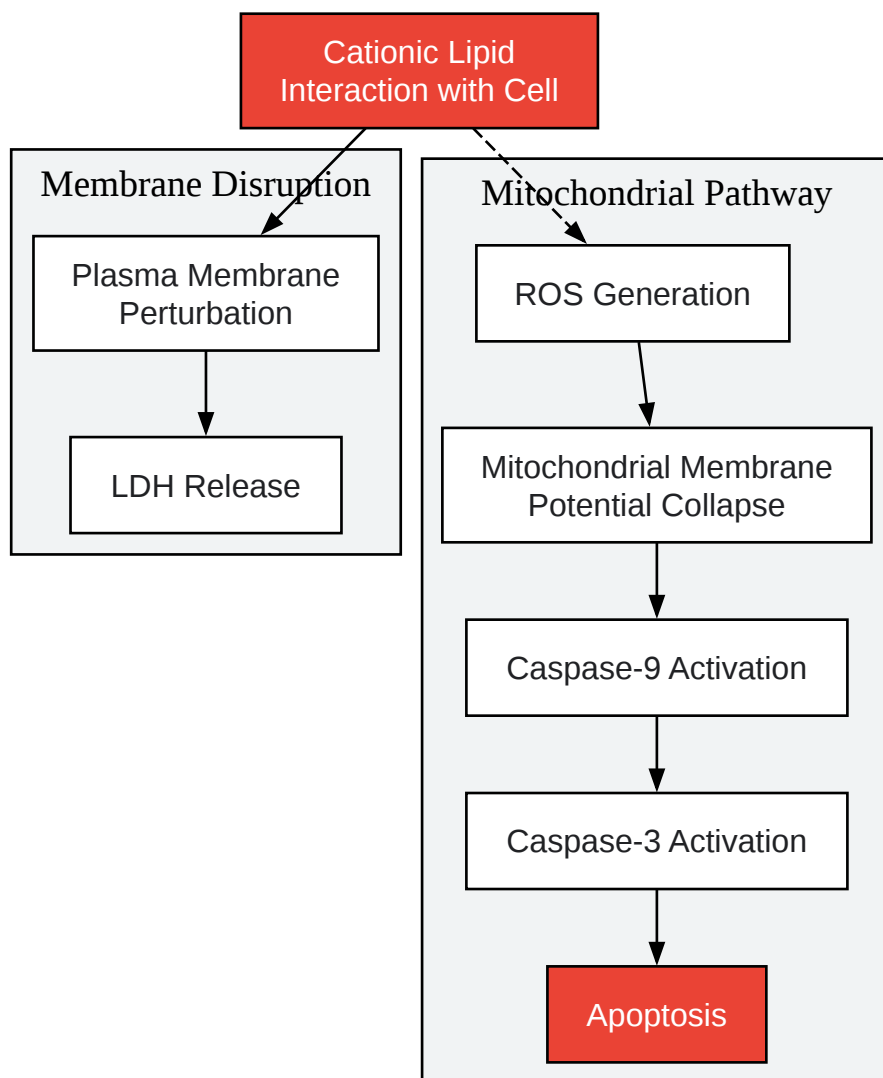 Cationic Lipid
Interaction with Cell
Membrane Disruption
Plasma Membrane
Perturbation
LDH Release
Mitochondrial Pathway
ROS Generation
Mitochondrial Membrane
Potential Collapse
Caspase-9 Activation
Caspase-3 Activation
Apoptosis